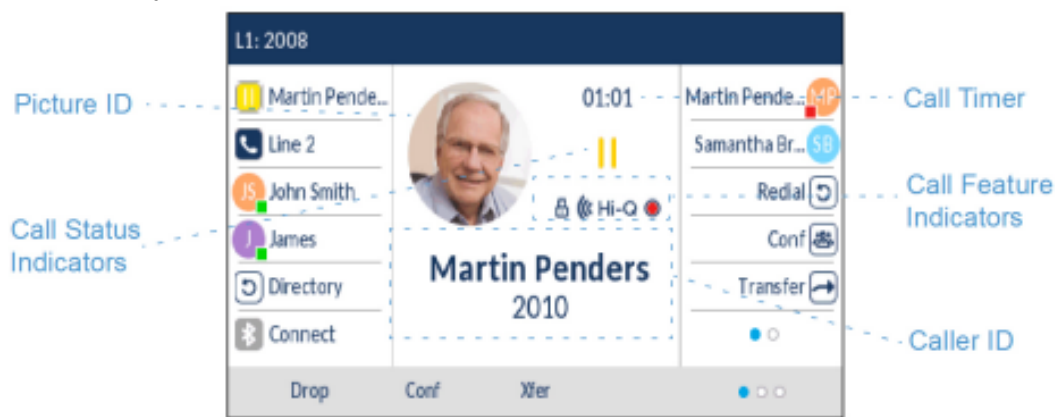 L1: 2008
Picture ID
Martin Pende...
01:01
Martin Pende... MP
Call Timer
Line 2
Samantha Br... SB
JS John Smith
Hi-Q
Redial
Call Feature
Indicators
Call Status
Indicators
J James
Conf
Martin Penders
Directory
Transfer
2010
Connect
Caller ID
Drop Conf Xfer